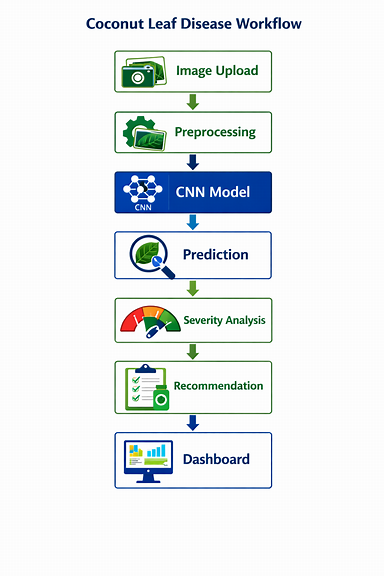 Coconut Leaf Disease Workflow
Image Upload
Preprocessing
CNN
CNN Model
Prediction
Severity Analysis
Recommendation
Dashboard